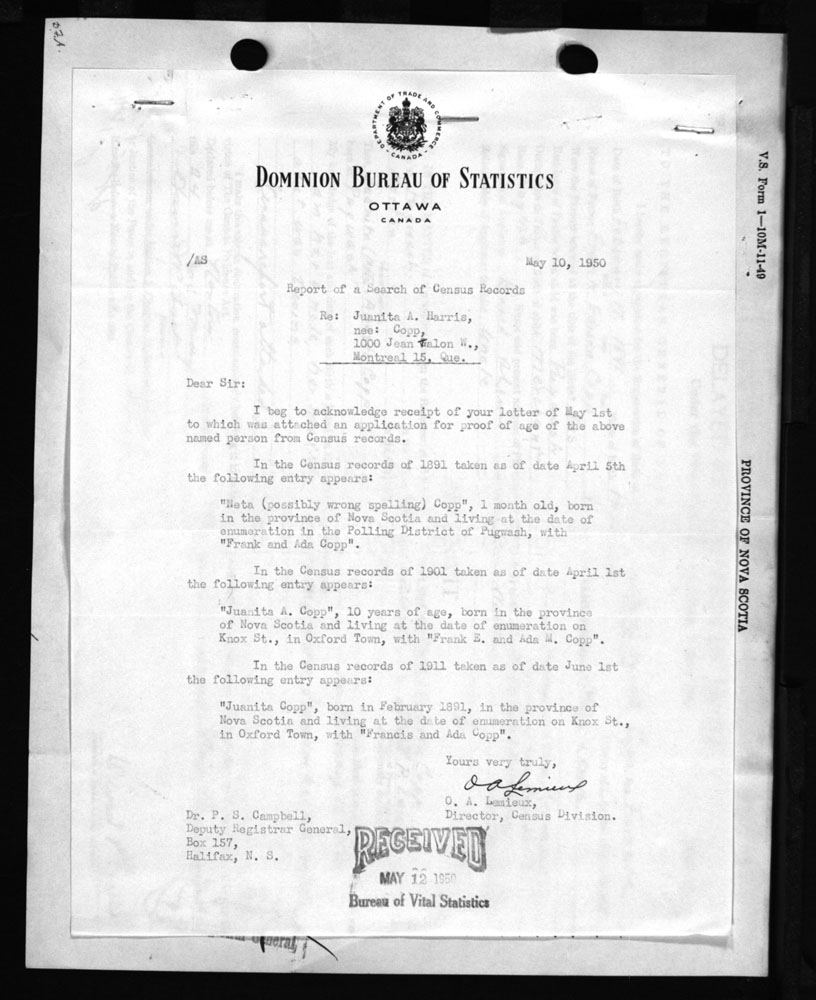 DEPARTMENT OF TRADE AND COMMERCE
CANADA
DOMINION BUREAU OF STATISTICS
OTTAWA
CANADA
/AS
May 10, 1950
Report of a Search of Census Records
Re: Juanita A. Harris,
nee: Copp,
1000 Jean Talon W.,
Montreal 15, Que.
Dear Sir:
I beg to acknowledge receipt of your letter of May 1st
to which was attached an application for proof of age of the above
named person from Census records.
In the Census records of 1891 taken as of date April 5th
the following entry appears:
"Neta (possibly wrong spelling) Copp", 1 month old, born
in the province of Nova Scotia and living at the date of
enumeration in the Polling District of Pugwash, with
"Frank and Ada Copp".
In the Census records of 1901 taken as of date April 1st
the following entry appears:
"Juanita A. Copp", 10 years of age, born in the province
of Nova Scotia and living at the date of enumeration on
Knox St., in Oxford Town, with "Frank E. and Ada M. Copp".
In the Census records of 1911 taken as of date June 1st
the following entry appears:
"Juanita Copp", born in February 1891, in the province of
Nova Scotia and living at the date of enumeration on Knox St.,
in Oxford Town, with "Francis and Ada Copp".
Yours very truly,
O A Lemieux
O. A. Lemieux,
Director, Census Division.
Dr. P. S. Campbell,
Deputy Registrar General,
Box 157,
Halifax, N. S.
RECEIVED
MAY 12 1950
Bureau of Vital Statistics
V.S. Form 1—10M-11-49
PROVINCE OF NOVA SCOTIA